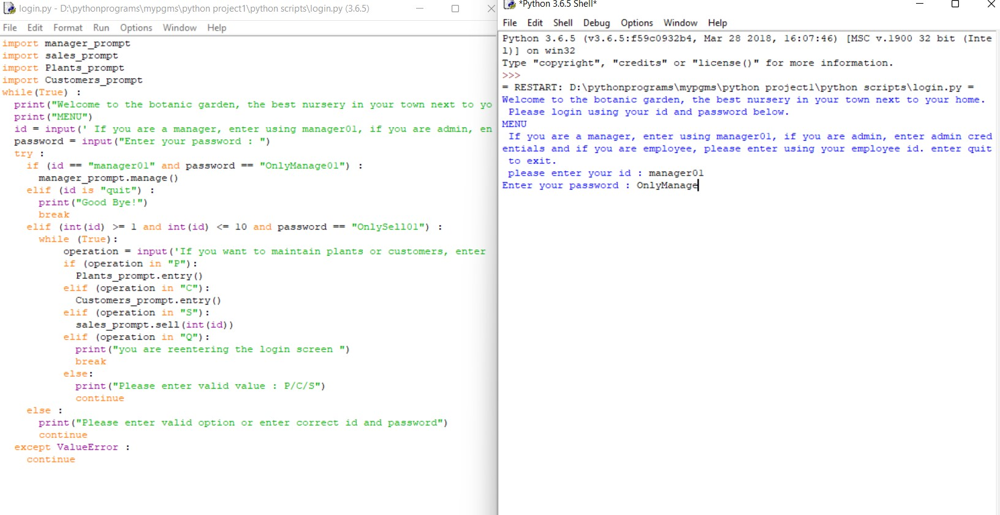 login.py - D:\pythonprograms\mypgms\python project1\python scripts\login.py (3.6.5)
File Edit Format Run Options Window Help
import manager_prompt
import sales_prompt
import Plants_prompt
import Customers_prompt
while(True) :
  print("Welcome to the botanic garden, the best nursery in your town next to yo
  print("MENU")
  id = input(' If you are a manager, enter using manager01, if you are admin, en
  password = input("Enter your password : ")
  try :
    if (id == "manager01" and password == "OnlyManage01") :
      manager_prompt.manage()
    elif (id is "quit") :
      print("Good Bye!")
      break
    elif (int(id) >= 1 and int(id) <= 10 and password == "OnlySell01") :
      while (True):
          operation = input('If you want to maintain plants or customers, enter
          if (operation in "P"):
            Plants_prompt.entry()
          elif (operation in "C"):
            Customers_prompt.entry()
          elif (operation in "S"):
            sales_prompt.sell(int(id))
          elif (operation in "Q"):
            print("you are reentering the login screen ")
            break
          else:
            print("Please enter valid value : P/C/S")
            continue
    else :
      print("Please enter valid option or enter correct id and password")
      continue
  except ValueError :
    continue
*Python 3.6.5 Shell*
File Edit Shell Debug Options Window Help
Python 3.6.5 (v3.6.5:f59c0932b4, Mar 28 2018, 16:07:46) [MSC v.1900 32 bit (Inte
l)] on win32
Type "copyright", "credits" or "license()" for more information.
>>>
= RESTART: D:\pythonprograms\mypgms\python project1\python scripts\login.py =
Welcome to the botanic garden, the best nursery in your town next to your home.
 Please login using your id and password below.
MENU
 If you are a manager, enter using manager01, if you are admin, enter admin cred
entials and if you are employee, please enter using your employee id. enter quit
 to exit.
 please enter your id : manager01
Enter your password : OnlyManage